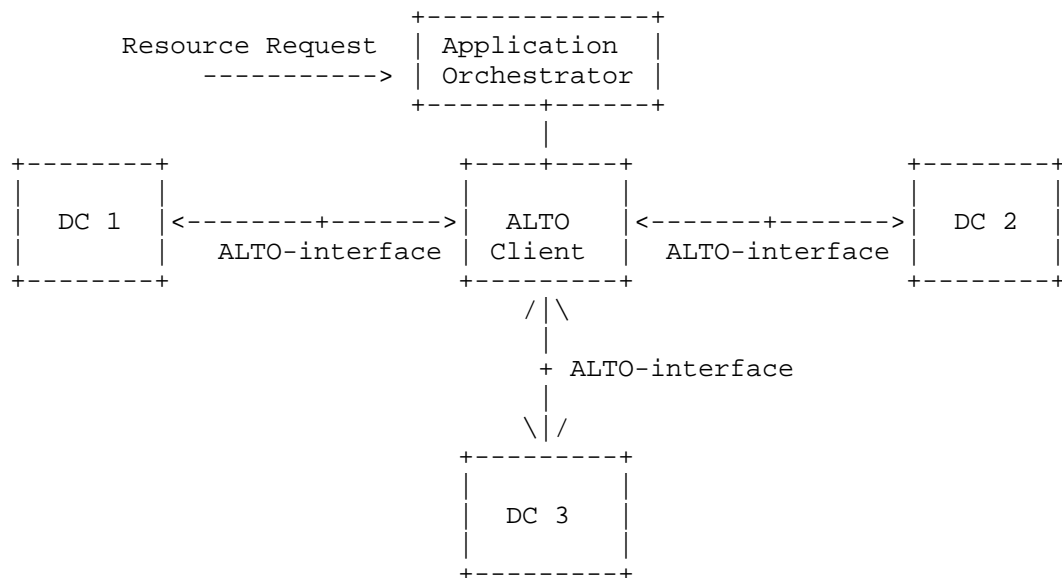 Resource Request
Application
Orchestrator
DC 1
ALTO
Client
DC 2
ALTO-interface
ALTO-interface
ALTO-interface
DC 3